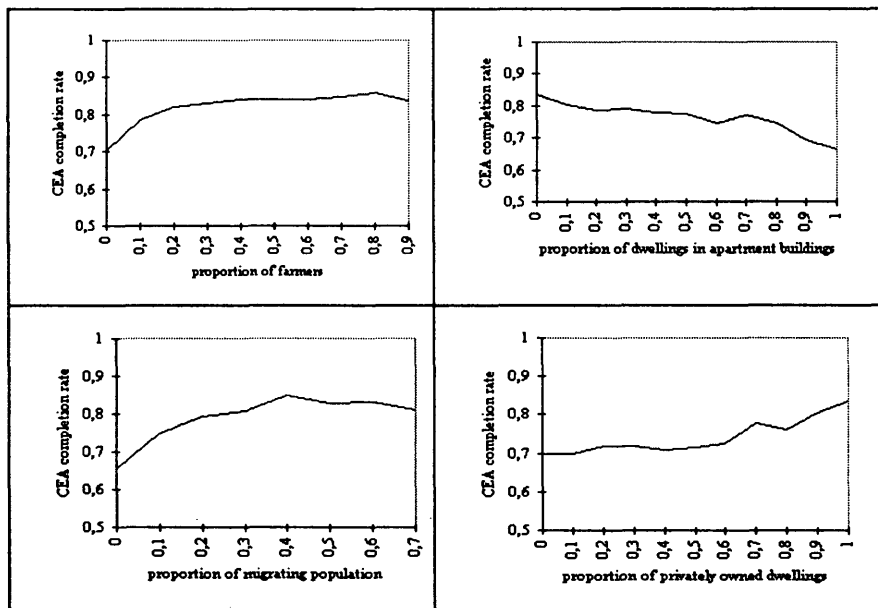 1
0,9
0,8
0,7
0,6
0,5
CEA completion rate
0 0,1 0,2 0,3 0,4 0,5 0,6 0,7 0,8 0,9
proportion of farmers
1
0,9
0,8
0,7
0,6
0,5
CEA completion rate
0 0,1 0,2 0,3 0,4 0,5 0,6 0,7 0,8 0,9 1
proportion of dwellings in apartment buildings
1
0,9
0,8
0,7
0,6
0,5
CEA completion rate
0 0,1 0,2 0,3 0,4 0,5 0,6 0,7
proportion of migrating population
1
0,9
0,8
0,7
0,6
0,5
CEA completion rate
0 0,1 0,2 0,3 0,4 0,5 0,6 0,7 0,8 0,9 1
proportion of privately owned dwellings